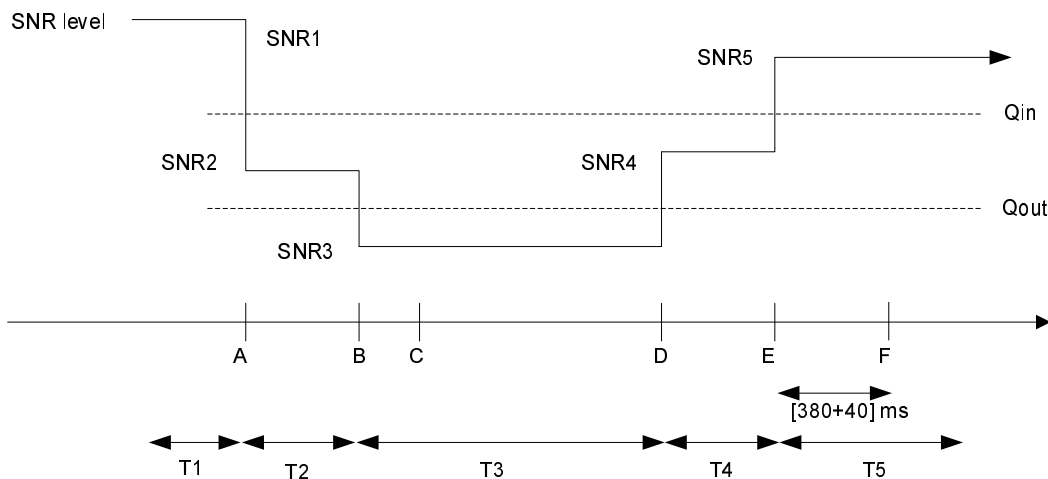 SNR level
SNR1
SNR5
Qin
SNR2
SNR4
Qout
SNR3
A B C D E F
[380+40] ms
T1 T2 T3 T4 T5